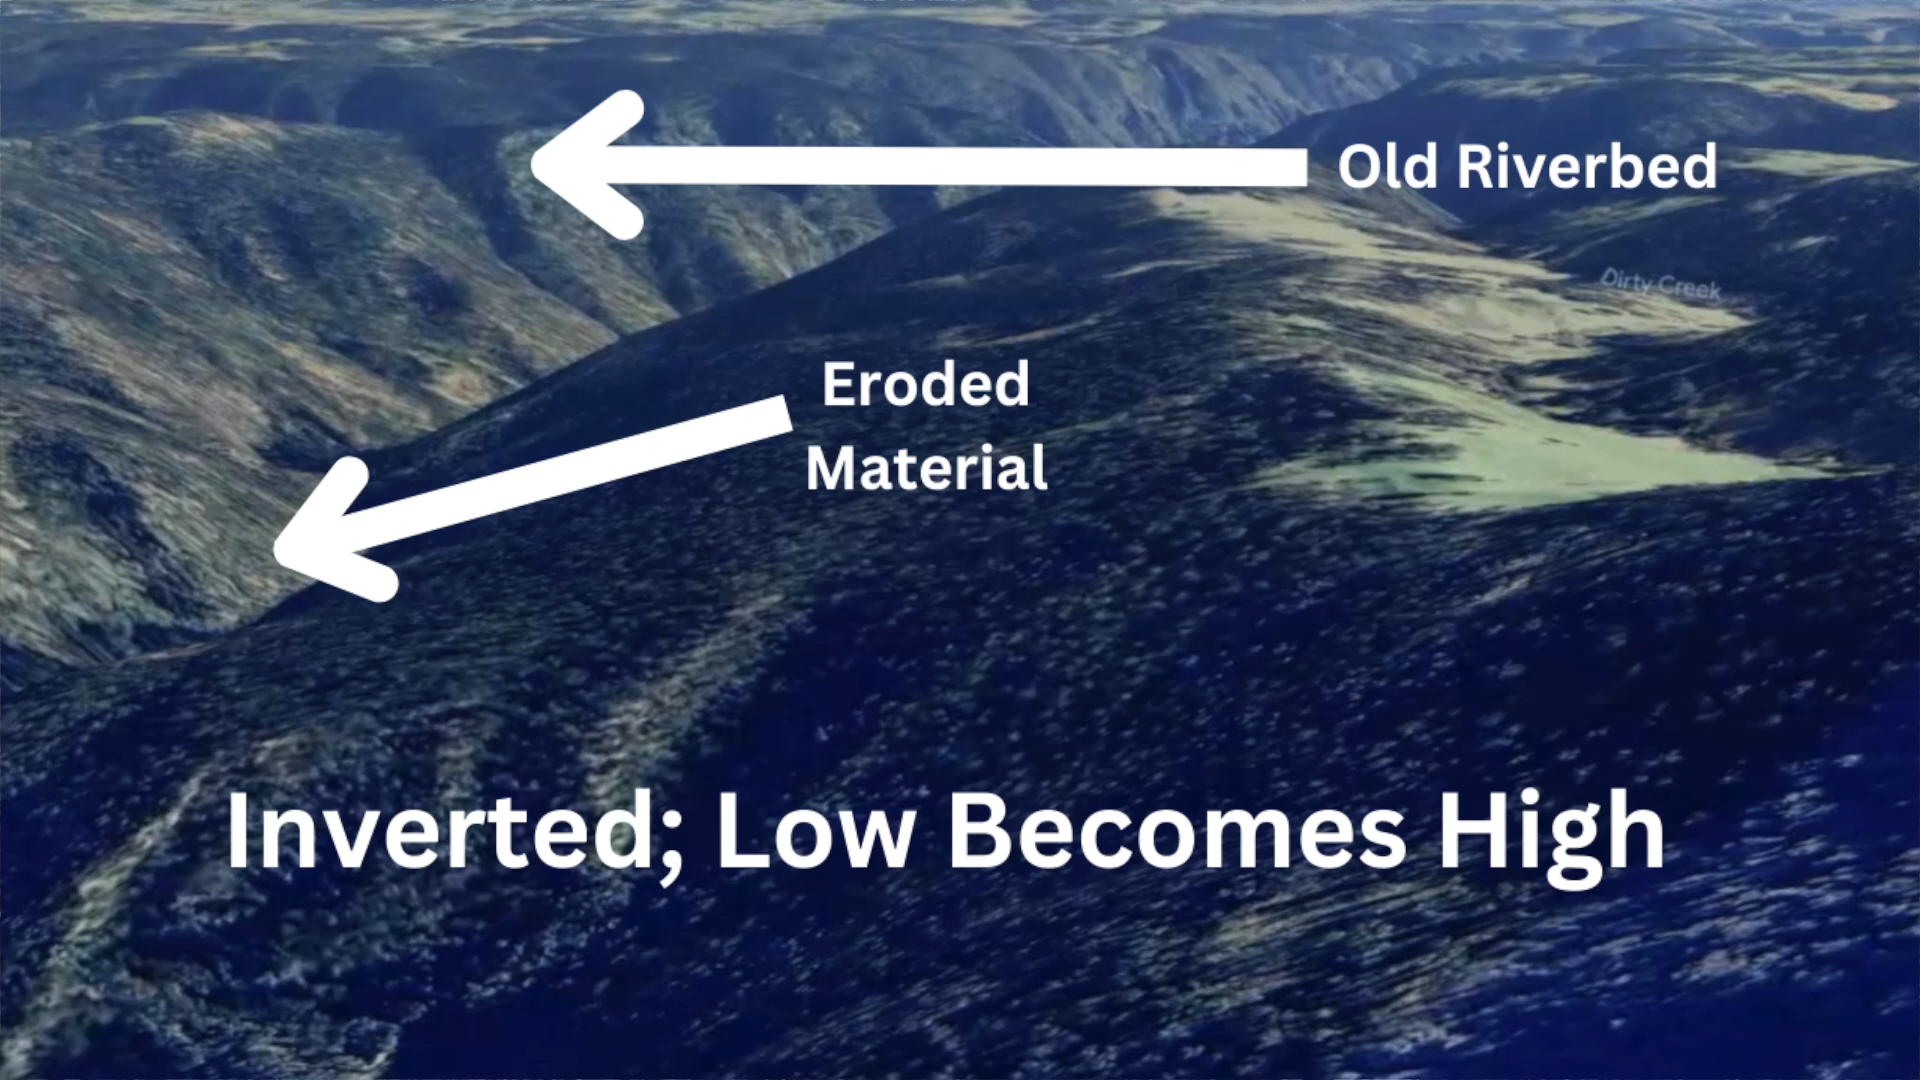 Old Riverbed
Dirty Creek
Eroded
Material
Inverted; Low Becomes High